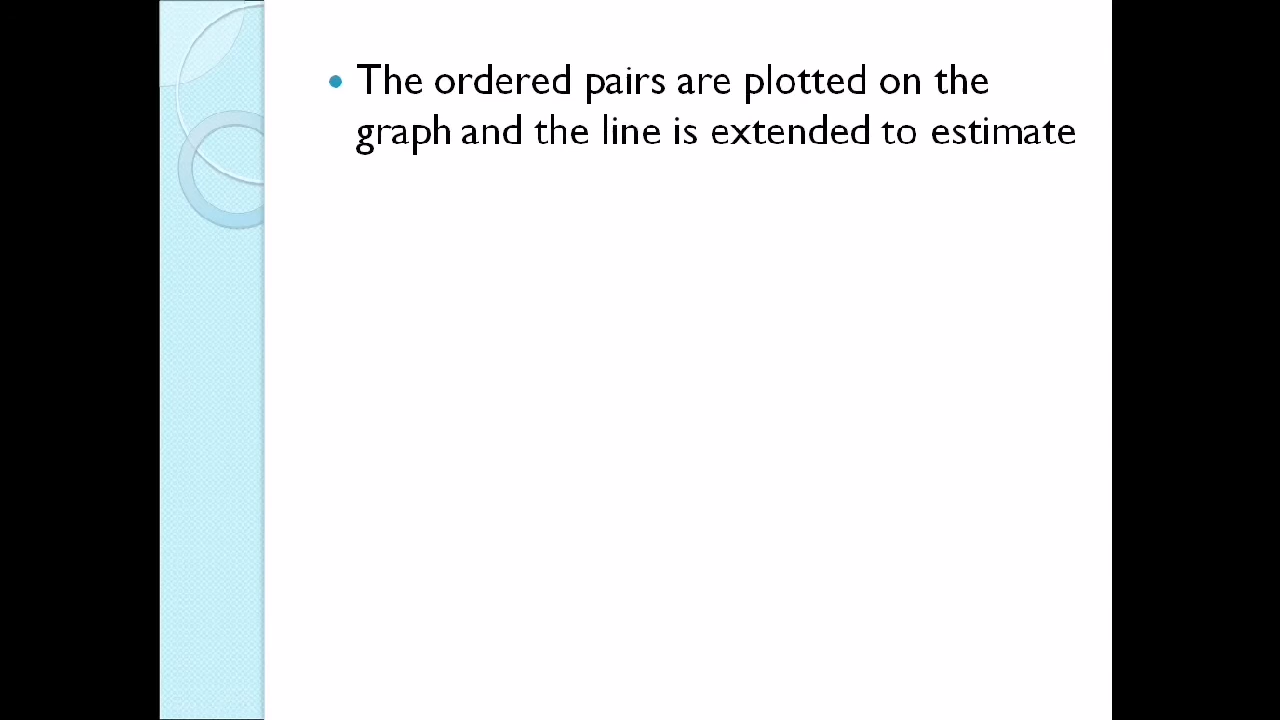 The ordered pairs are plotted on the
graph and the line is extended to estimate